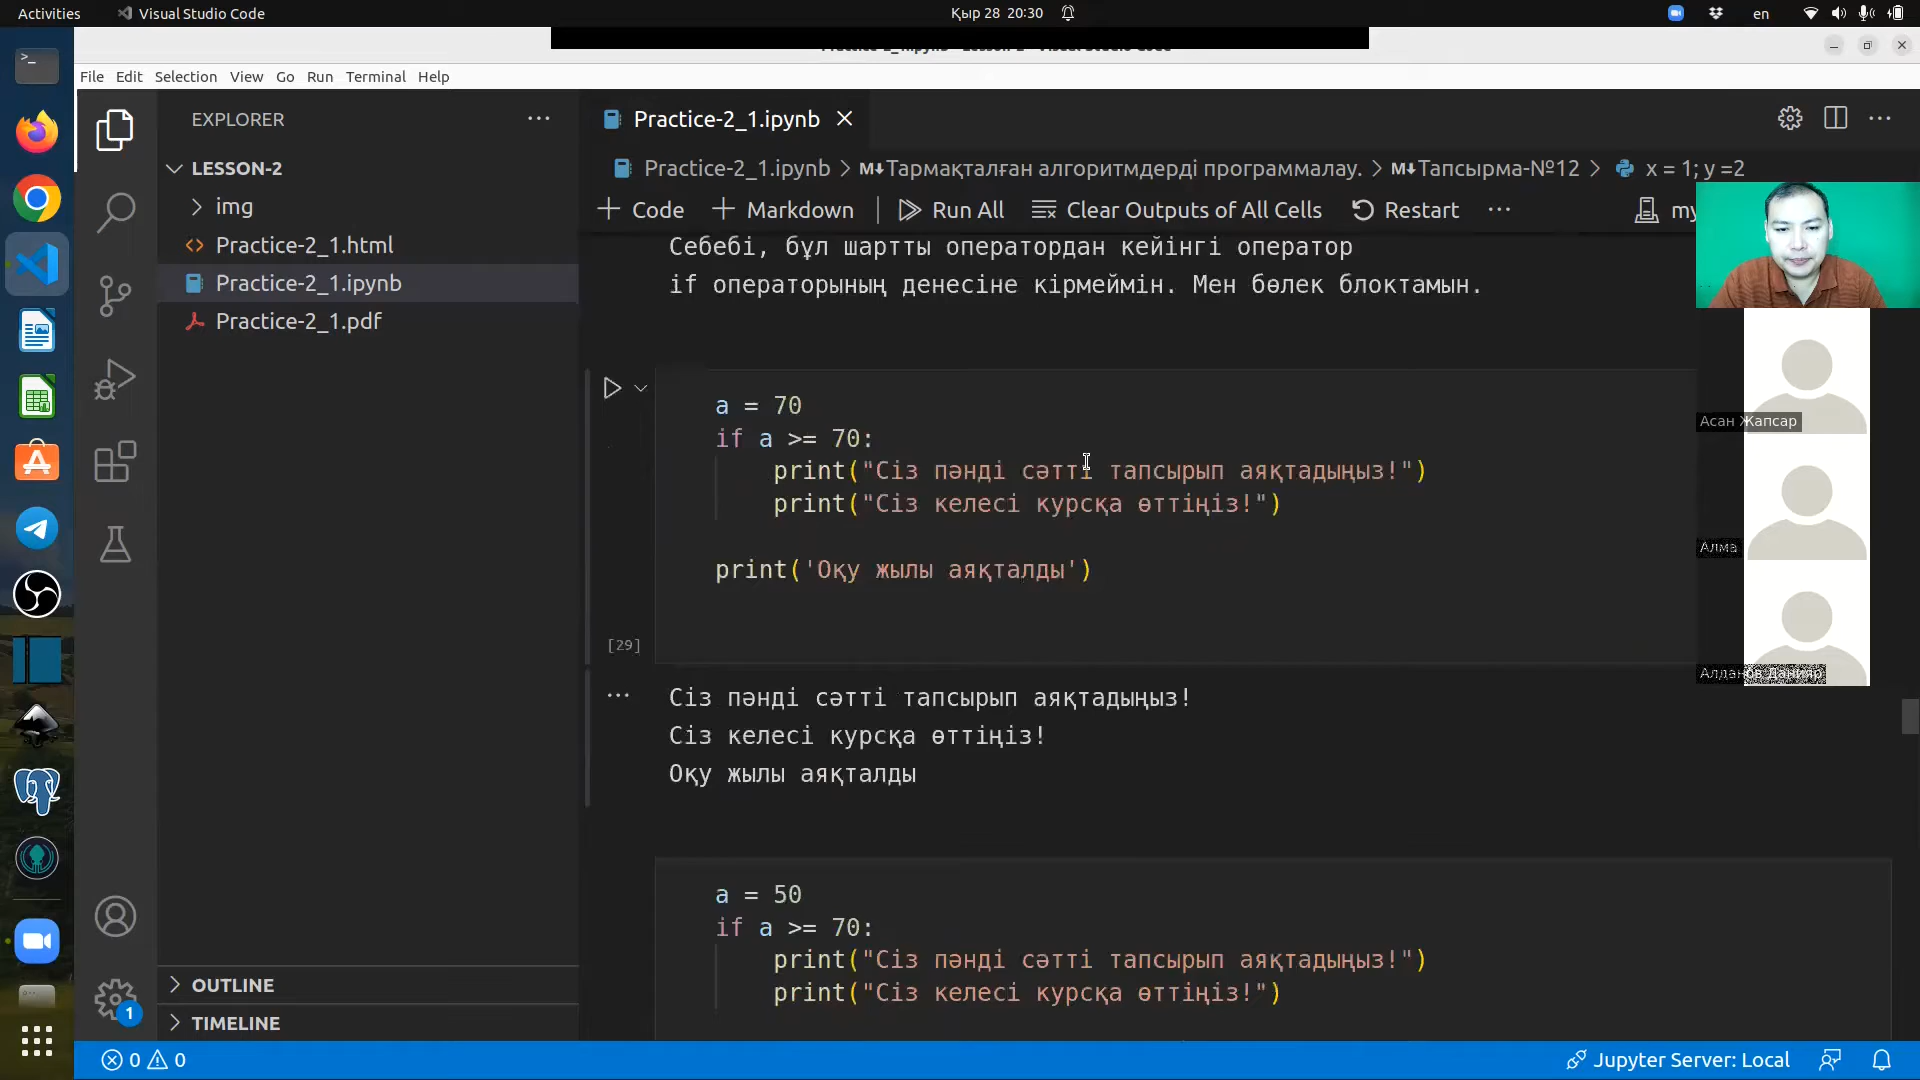 Activities
Visual Studio Code
Қыр 28 20:30
en
File Edit Selection View Go Run Terminal Help
EXPLORER
LESSON-2
img
Practice-2_1.html
Practice-2_1.ipynb
Practice-2_1.pdf
OUTLINE
TIMELINE
Practice-2_1.ipynb
Practice-2_1.ipynb > M↓Тармақталған алгоритмдерді программалау. > M↓Тапсырма-№12 > x = 1; y =2
+ Code + Markdown Run All Clear Outputs of All Cells Restart ...
Себебі, бұл шартты оператордан кейінгі оператор
if операторының денесіне кірмеймін. Мен бөлек блоктамын.
a = 70
if a >= 70:
print("Сіз пәнді сәтті тапсырып аяқтадыңыз!")
print("Сіз келесі курсқа өттіңіз!")
print('Оқу жылы аяқталды')
[29]
Сіз пәнді сәтті тапсырып аяқтадыңыз!
Сіз келесі курсқа өттіңіз!
Оқу жылы аяқталды
a = 50
if a >= 70:
print("Сіз пәнді сәтті тапсырып аяқтадыңыз!")
print("Сіз келесі курсқа өттіңіз!")
Асан Жапсар
Алма
Алданов Данияр
1
0 0
Jupyter Server: Local